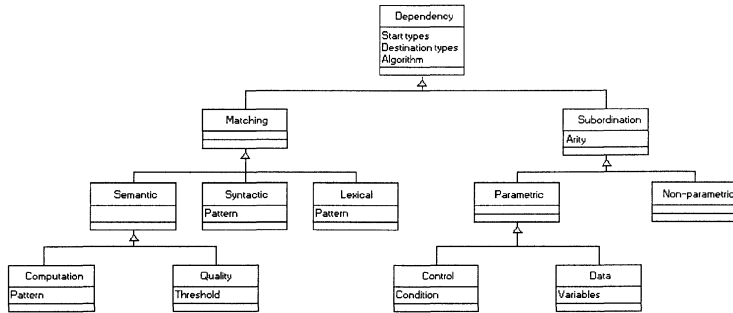 Dependency
Start types
Destination types
Algorithm
Matching
Subordination
Arity
Semantic
Syntactic
Pattern
Lexical
Pattern
Parametric
Non-parametric
Computation
Pattern
Quality
Threshold
Control
Condition
Data
Variables